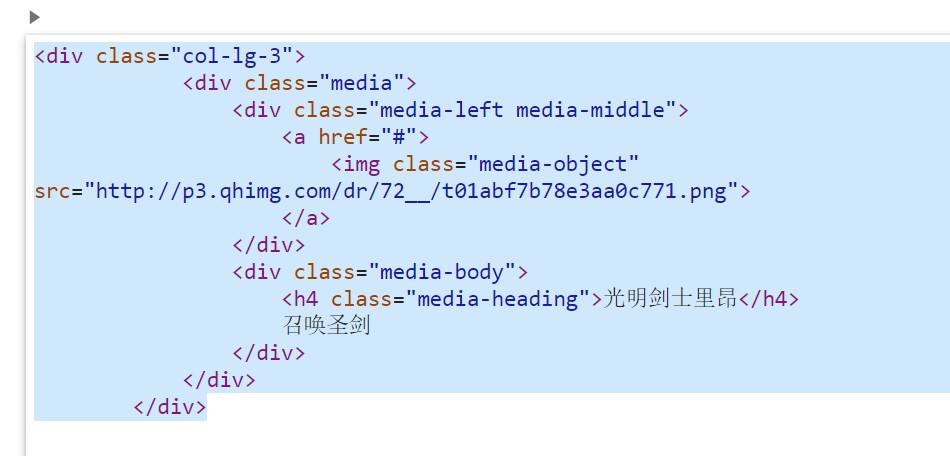 <div class="col-lg-3">
<div class="media">
<div class="media-left media-middle">
<a href="#">
<img class="media-object"
src="http://p3.qhimg.com/dr/72__/t01abf7b78e3aa0c771.png">
</a>
</div>
<div class="media-body">
<h4 class="media-heading">光明剑士里昂</h4>
召唤圣剑
</div>
</div>
</div>